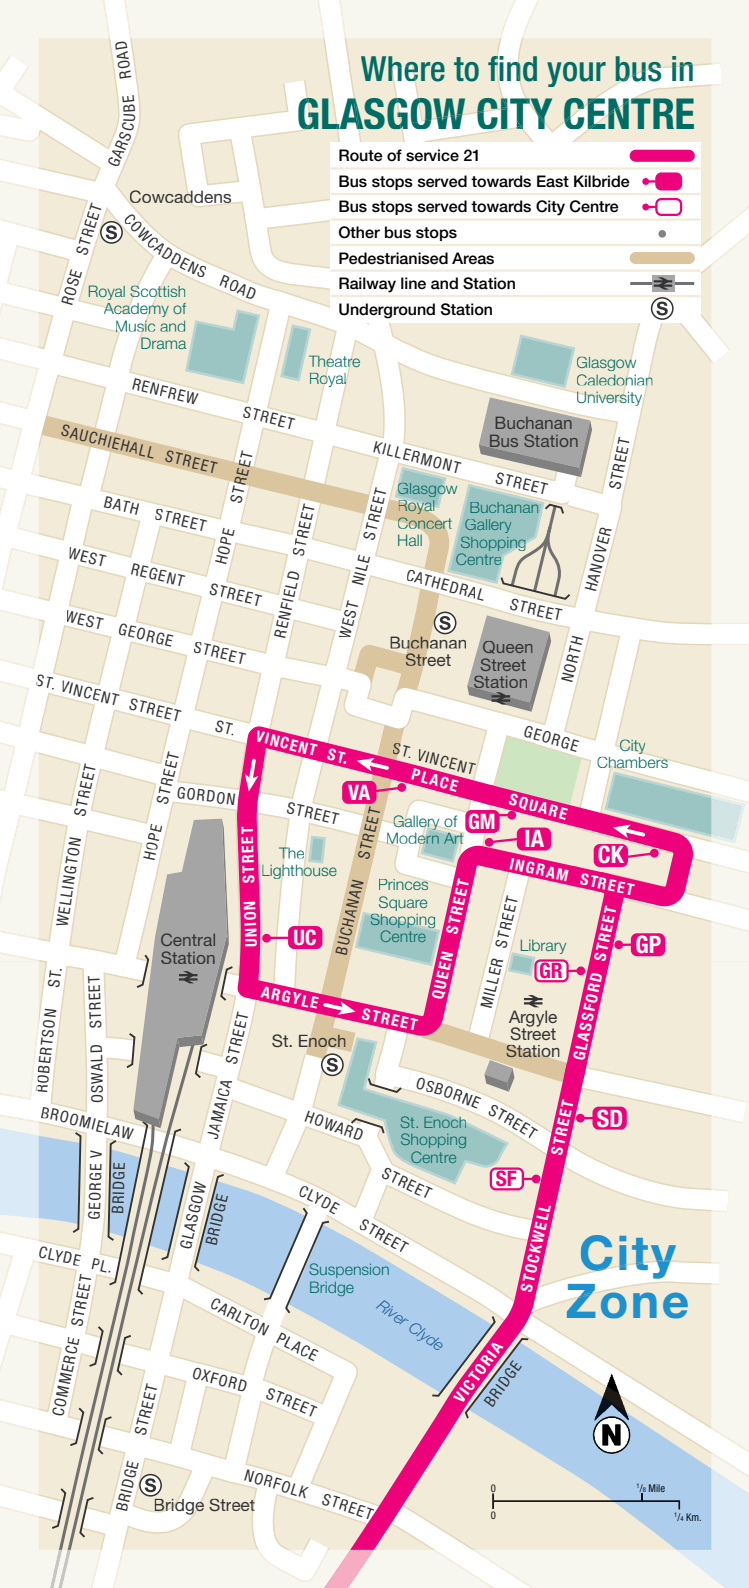 Where to find your bus in
GLASGOW CITY CENTRE
Route of service 21
Bus stops served towards East Kilbride
Bus stops served towards City Centre
Other bus stops
Pedestrianised Areas
Railway line and Station
Underground Station
S
GARSCUBE ROAD
Cowcaddens
S
COWCADDENS ROAD
ROSE STREET
Royal Scottish
Academy of
Music and
Drama
Theatre
Royal
Glasgow
Caledonian
University
RENFREW STREET
Buchanan
Bus Station
SAUCHIEHALL STREET
KILLERMONT STREET
Glasgow
Royal
Concert
Hall
Buchanan
Gallery
Shopping
Centre
BATH STREET
HOPE STREET
RENFIELD STREET
WEST NILE STREET
NORTH HANOVER STREET
WEST REGENT STREET
CATHEDRAL STREET
WEST GEORGE STREET
S
Buchanan
Street
Queen
Street
Station
ST. VINCENT STREET
ST. VINCENT ST.
ST. VINCENT PLACE
GEORGE SQUARE
City
Chambers
VA
GM
IA
CK
GORDON STREET
HOPE STREET
WELLINGTON STREET
Gallery of
Modern Art
The
Lighthouse
INGRAM STREET
UNION STREET
BUCHANAN STREET
Princes
Square
Shopping
Centre
QUEEN STREET
MILLER STREET
Library
GLASSFORD STREET
GP
GR
UC
Central
Station
ARGYLE STREET
Argyle
Street
Station
St. Enoch
S
ROBERTSON ST.
OSWALD STREET
JAMAICA STREET
OSBORNE STREET
BROOMIELAW
HOWARD STREET
St. Enoch
Shopping
Centre
SD
SF
STOCKWELL STREET
GEORGE V BRIDGE
GLASGOW BRIDGE
CLYDE STREET
CLYDE PL.
Suspension
Bridge
River Clyde
City
Zone
CARLTON PLACE
COMMERCE STREET
VICTORIA BRIDGE
OXFORD STREET
BRIDGE STREET
S
Bridge Street
NORFOLK STREET
N
0 1/8 Mile
0 1/4 Km.